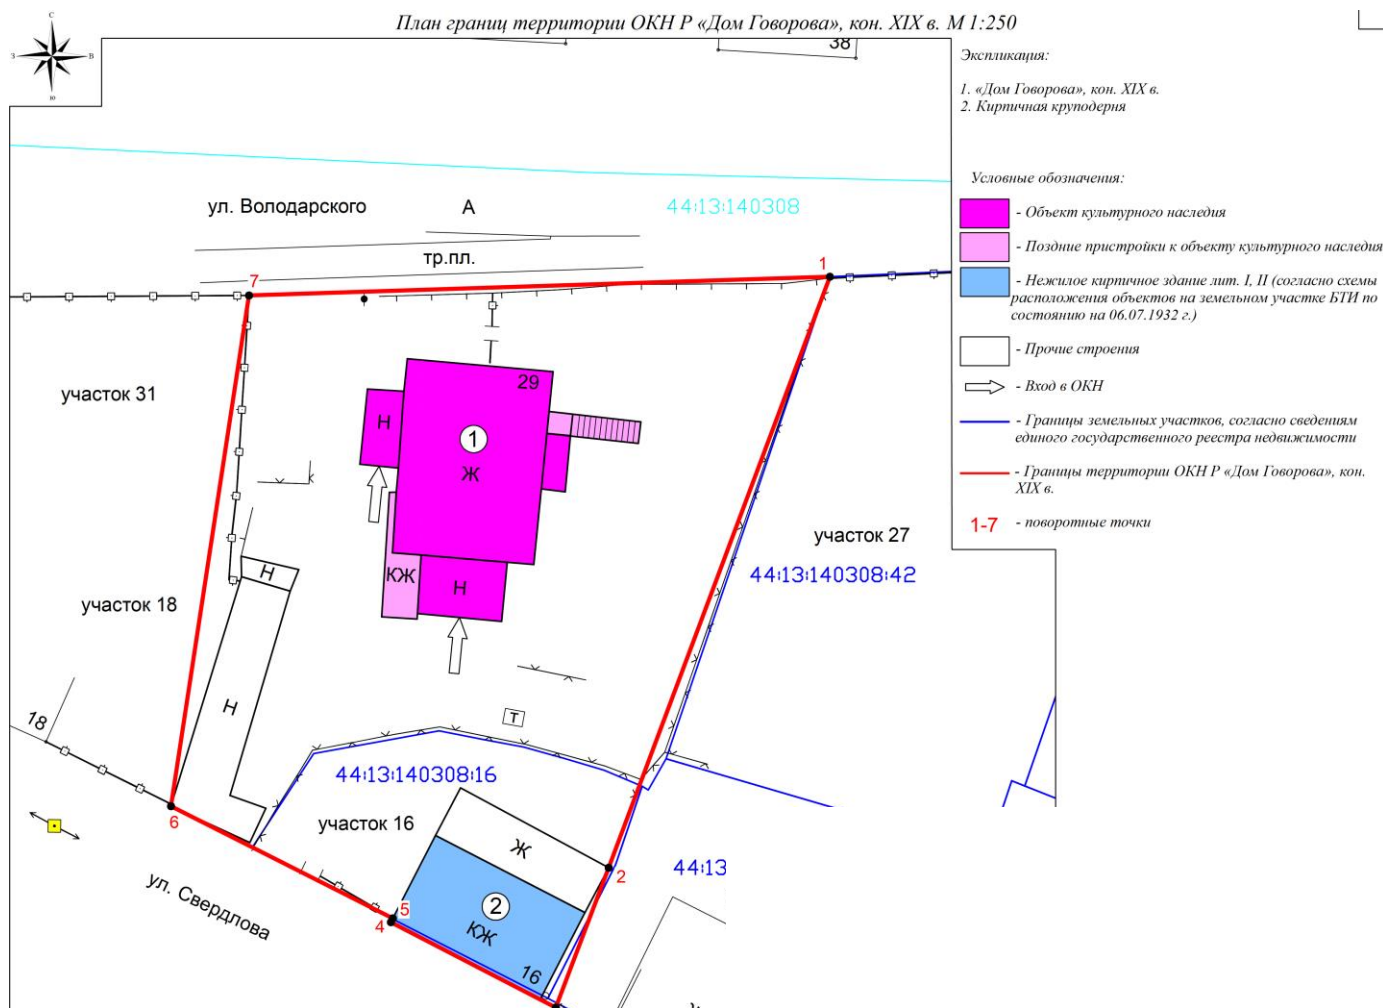 План границ территории ОКН Р «Дом Говорова», кон. XIX в. М 1:250
С
З
В
Ю
38
Экспликация:
1. «Дом Говорова», кон. XIX в.
2. Кирпичная круподерня
Условные обозначения:
- Объект культурного наследия
- Поздние пристройки к объекту культурного наследия
- Нежилое кирпичное здание лит. I, II (согласно схемы
расположения объектов на земельном участке БТИ по
состоянию на 06.07.1932 г.)
- Прочие строения
- Вход в ОКН
- Границы земельных участков, согласно сведениям
единого государственного реестра недвижимости
- Границы территории ОКН Р «Дом Говорова», кон.
XIX в.
1-7 - поворотные точки
ул. Володарского
А
44:13:140308
тр.пл.
7
1
участок 31
29
Н
1
Ж
участок 27
44:13:140308:42
Н
КЖ
Н
участок 18
Н
18
т
44:13:140308:16
6
участок 16
Ж
2
44:13
ул. Свердлова
5
4
2
КЖ
16